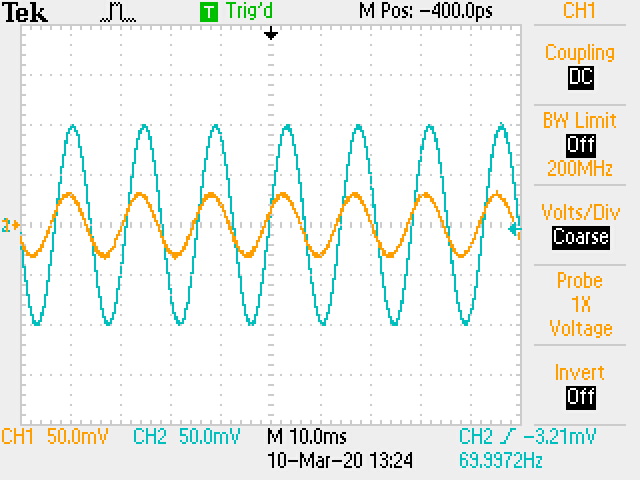 Tek T Trig'd M Pos: -400.0ps CH1
Coupling
DC
BW Limit
Off
200MHz
2
Volts/Div
Coarse
Probe
1X
Voltage
Invert
Off
CH1 50.0mV CH2 50.0mV M 10.0ms CH2 -3.21mV
10-Mar-20 13:24 69.9972Hz